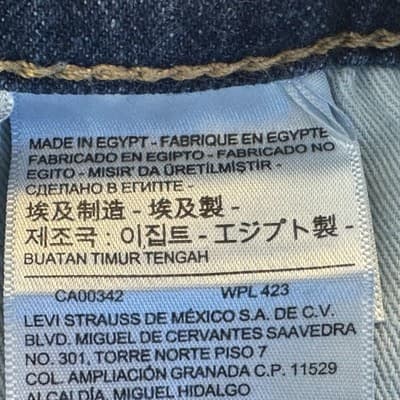 MADE IN EGYPT - FABRIQUE EN EGYPTE
FABRICADO EN EGIPTO - FABRICADO NO
EGITO - MISIR' DA ÜRETİLMİŞTİR -
СДЕЛАНО В ЕГИПТЕ -
埃及制造 - 埃及製 -
제조국 : 이집트 - エジプト製 -
BUATAN TIMUR TENGAH
CA00342 WPL 423
LEVI STRAUSS DE MÉXICO S.A. DE C.V.
BLVD. MIGUEL DE CERVANTES SAAVEDRA
NO. 301, TORRE NORTE PISO 7
COL. AMPLIACIÓN GRANADA C.P. 11529
ALCALDÍA MIGUEL HIDALGO